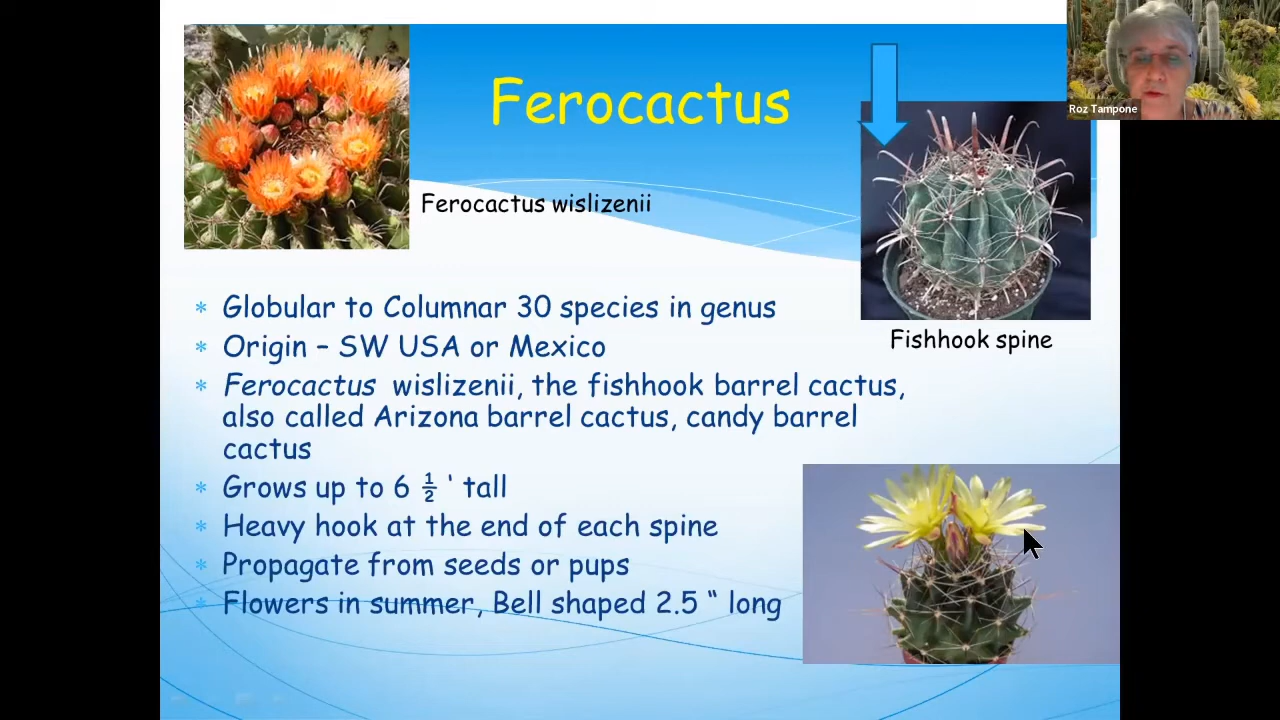 Ferocactus
Roz Tampone
Ferocactus wislizenii
Fishhook spine
* Globular to Columnar 30 species in genus
* Origin – SW USA or Mexico
* Ferocactus wislizenii, the fishhook barrel cactus,
also called Arizona barrel cactus, candy barrel
cactus
* Grows up to 6 ½ ‘ tall
* Heavy hook at the end of each spine
* Propagate from seeds or pups
* Flowers in summer, Bell shaped 2.5 “ long